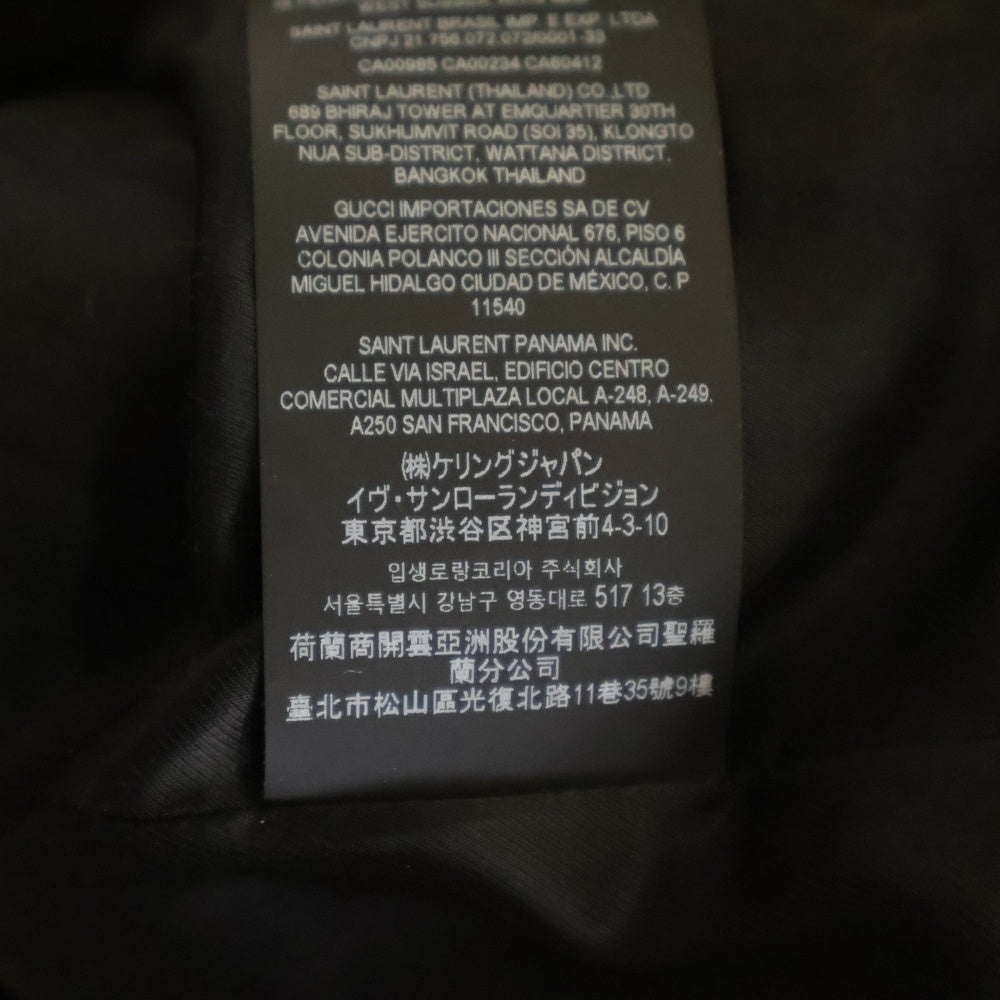 WEST SUSSEX
SAINT LAURENT BRASIL IMP. E EXP. LTDA
CNPJ 21.756.072.072/0001-33
CA00985 CA00234 CA60412
SAINT LAURENT (THAILAND) CO.,LTD
689 BHIRAJ TOWER AT EMQUARTIER 30TH
FLOOR, SUKHUMVIT ROAD (SOI 35), KLONGTO
NUA SUB-DISTRICT, WATTANA DISTRICT,
BANGKOK THAILAND
GUCCI IMPORTACIONES SA DE CV
AVENIDA EJERCITO NACIONAL 676, PISO 6
COLONIA POLANCO III SECCIÓN ALCALDÍA
MIGUEL HIDALGO CIUDAD DE MÉXICO, C. P
11540
SAINT LAURENT PANAMA INC.
CALLE VIA ISRAEL, EDIFICIO CENTRO
COMERCIAL MULTIPLAZA LOCAL A-248, A-249,
A250 SAN FRANCISCO, PANAMA
㈱ケリングジャパン
イヴ・サンローランディビジョン
東京都渋谷区神宮前4-3-10
입생로랑코리아 주식회사
서울특별시 강남구 영동대로 517 13층
荷蘭商開雲亞洲股份有限公司聖羅
蘭分公司
臺北市松山區光復北路11巷35號9樓